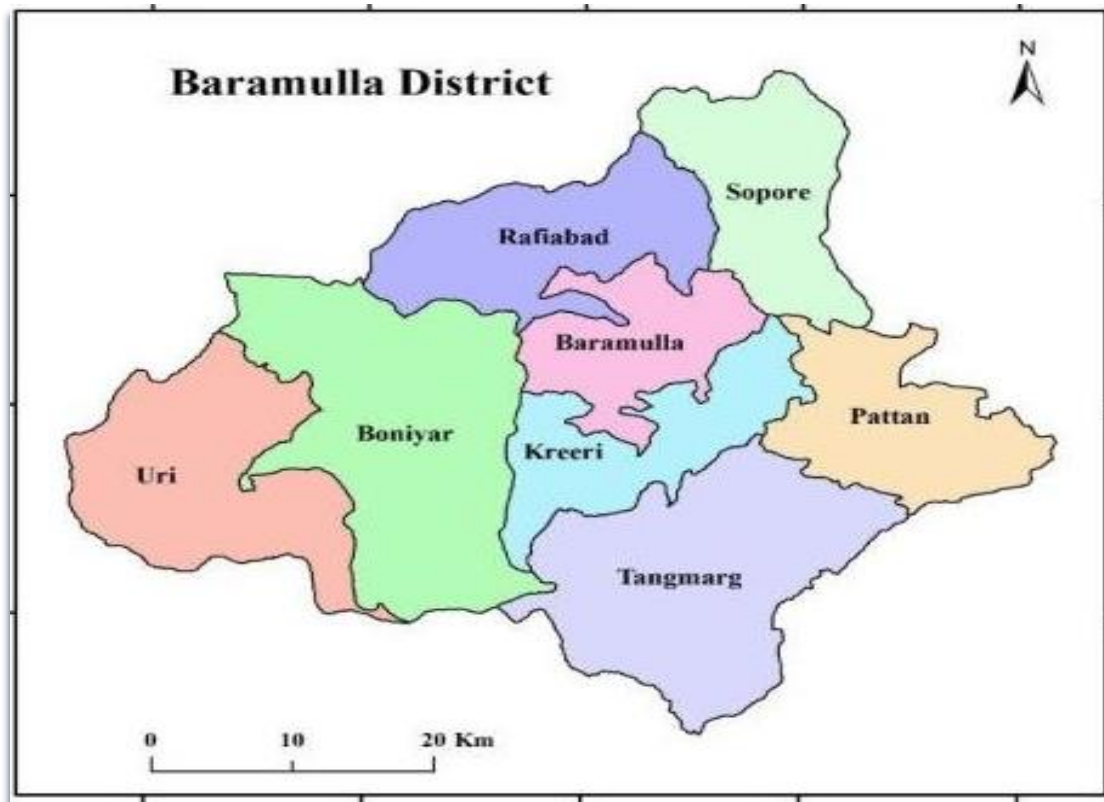 Baramulla District
N
Sopore
Rafiabad
Baramulla
Pattan
Boniyar
Kreeri
Uri
Tangmarg
0 10 20 Km